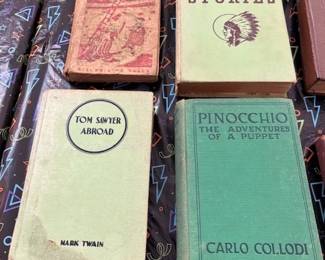 STORIES
TOM SAWYER
ABROAD
MARK TWAIN
PINOCCHIO
THE ADVENTURES
OF A PUPPET
CARLO COLLODI